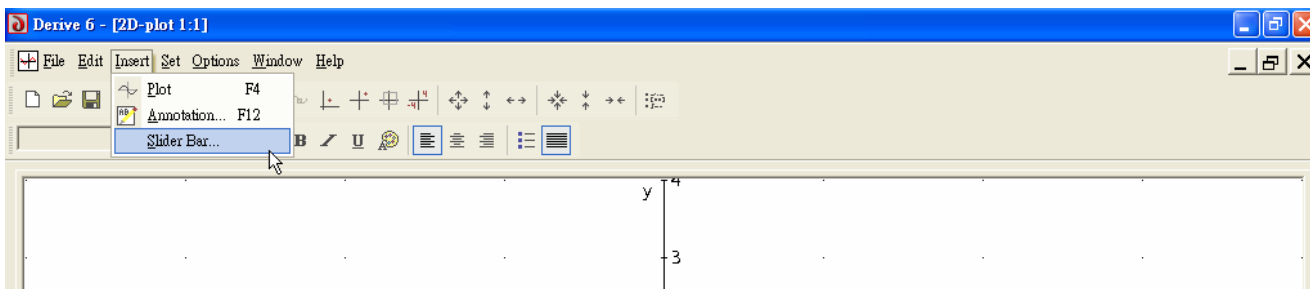 Derive 6 - [2D-plot 1:1]
File Edit Insert Set Options Window Help
Plot F4
Annotation... F12
Slider Bar...
B U
y 4
3